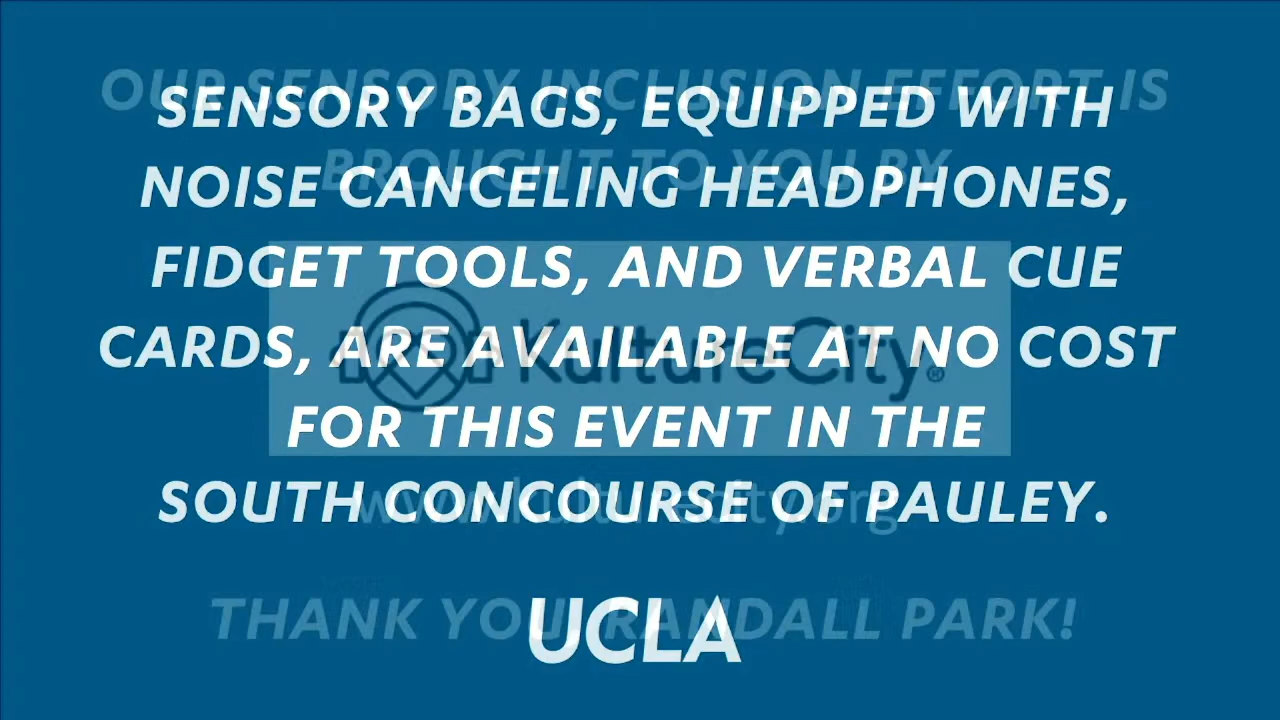 OUR SENSORY INCLUSION EFFORT IS
BROUGHT TO YOU BY
SENSORY BAGS, EQUIPPED WITH
NOISE CANCELING HEADPHONES,
FIDGET TOOLS, AND VERBAL CUE
CARDS, ARE AVAILABLE AT NO COST
FOR THIS EVENT IN THE
SOUTH CONCOURSE OF PAULEY.
UCLA
KultureCity®
www.kulturecity.org
THANK YOU RANDALL PARK!